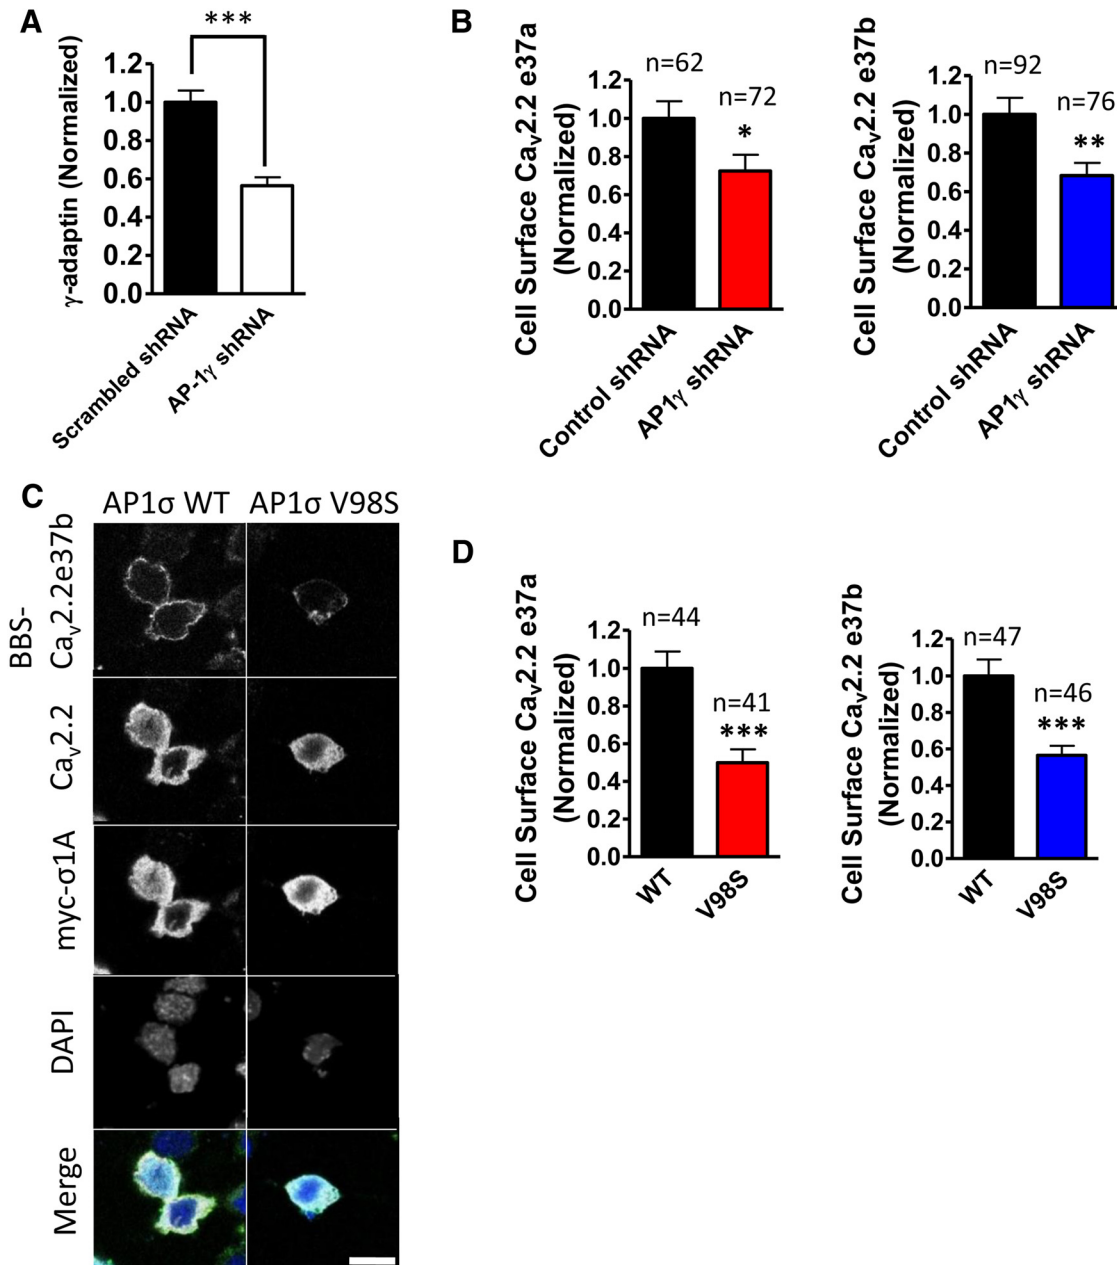 A
***
γ-adaptin (Normalized)
1.2
1.0
0.8
0.6
0.4
0.2
0.0
Scrambled shRNA
AP-1γ shRNA
B
Cell Surface Cav2.2 e37a
(Normalized)
1.2
1.0
0.8
0.6
0.4
0.2
0.0
n=62
n=72
*
Control shRNA
AP1γ shRNA
Cell Surface Cav2.2 e37b
(Normalized)
1.2
1.0
0.8
0.6
0.4
0.2
0.0
n=92
n=76
**
Control shRNA
AP1γ shRNA
C
AP1σ WT
AP1σ V98S
BBS-
Cav2.2e37b
Cav2.2
myc-σ1A
DAPI
Merge
D
Cell Surface Cav2.2 e37a
(Normalized)
1.2
1.0
0.8
0.6
0.4
0.2
0.0
n=44
n=41
***
WT
V98S
Cell Surface Cav2.2 e37b
(Normalized)
1.2
1.0
0.8
0.6
0.4
0.2
0.0
n=47
n=46
***
WT
V98S